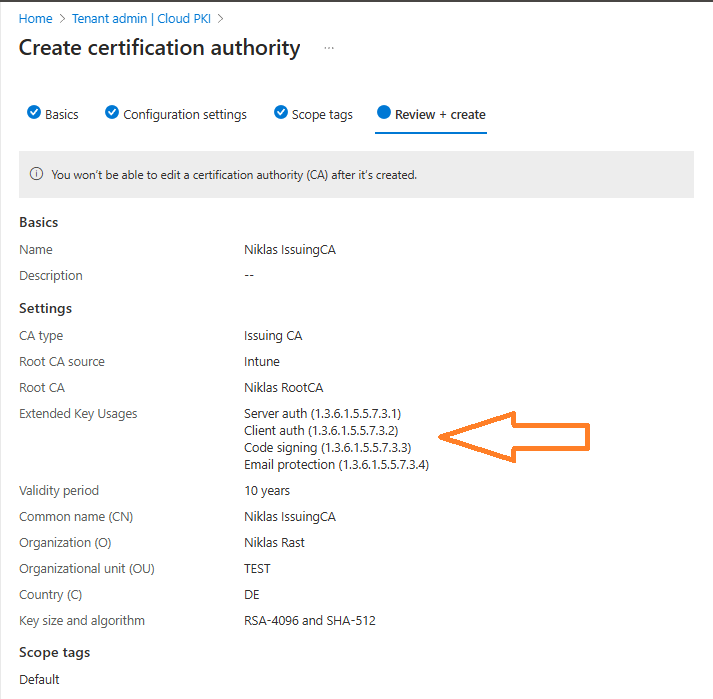 Home > Tenant admin | Cloud PKI >
Create certification authority ...
Basics Configuration settings Scope tags Review + create
You won't be able to edit a certification authority (CA) after it's created.
Basics
Name Niklas IssuingCA
Description --
Settings
CA type Issuing CA
Root CA source Intune
Root CA Niklas RootCA
Extended Key Usages Server auth (1.3.6.1.5.5.7.3.1)
Client auth (1.3.6.1.5.5.7.3.2)
Code signing (1.3.6.1.5.5.7.3.3)
Email protection (1.3.6.1.5.5.7.3.4)
Validity period 10 years
Common name (CN) Niklas IssuingCA
Organization (O) Niklas Rast
Organizational unit (OU) TEST
Country (C) DE
Key size and algorithm RSA-4096 and SHA-512
Scope tags
Default